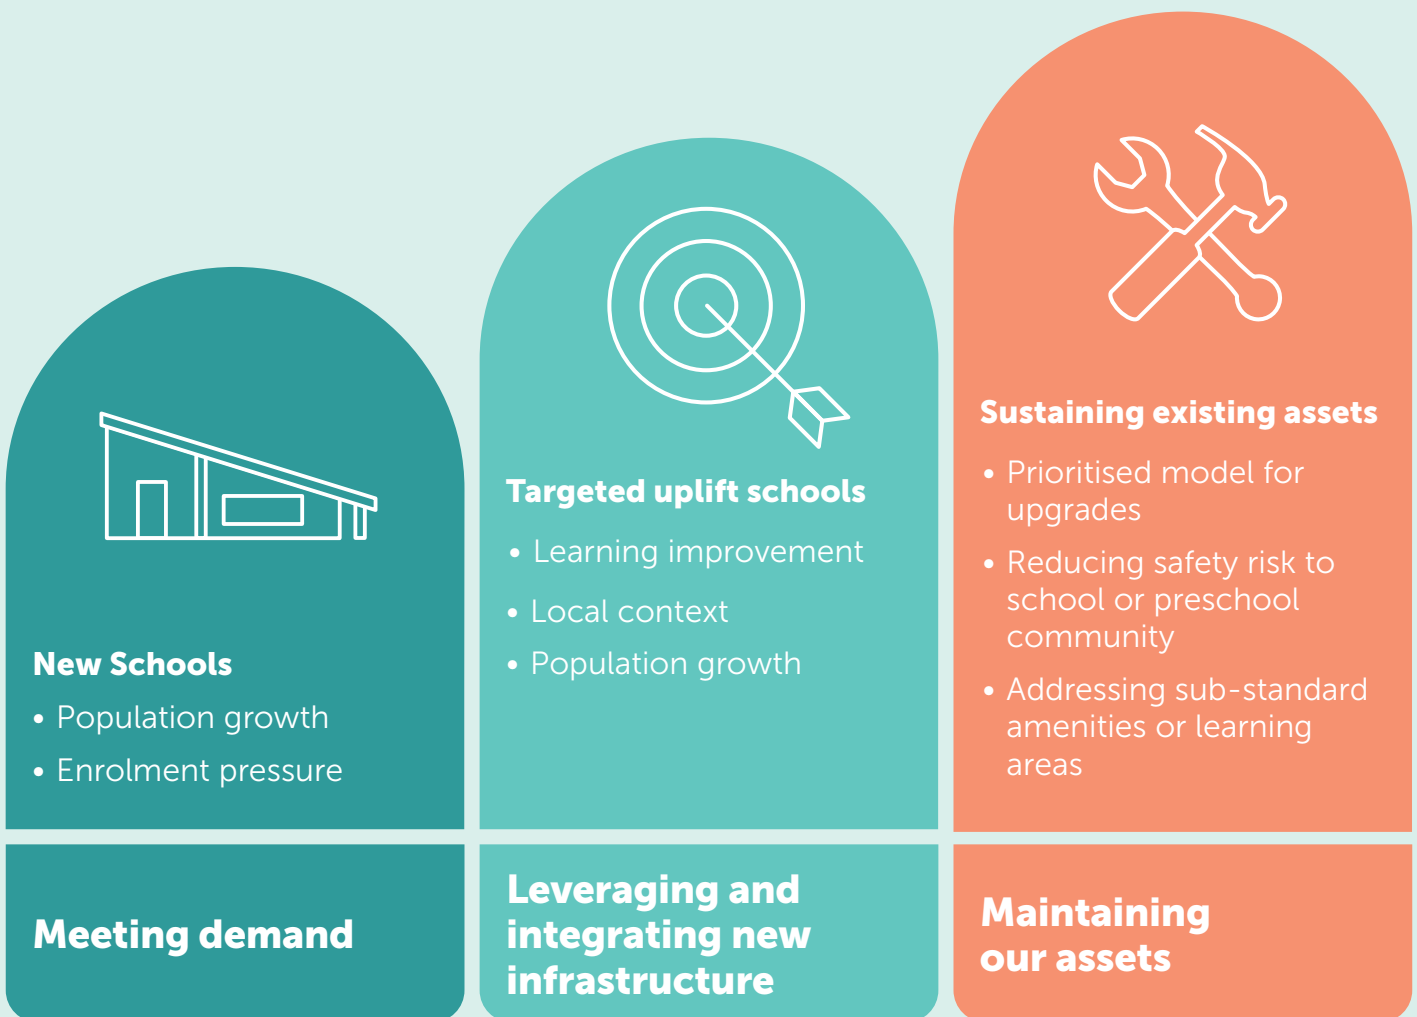 New Schools
• Population growth
• Enrolment pressure
Meeting demand
Targeted uplift schools
• Learning improvement
• Local context
• Population growth
Leveraging and
integrating new
infrastructure
Sustaining existing assets
• Prioritised model for
upgrades
• Reducing safety risk to
school or preschool
community
• Addressing sub-standard
amenities or learning
areas
Maintaining
our assets